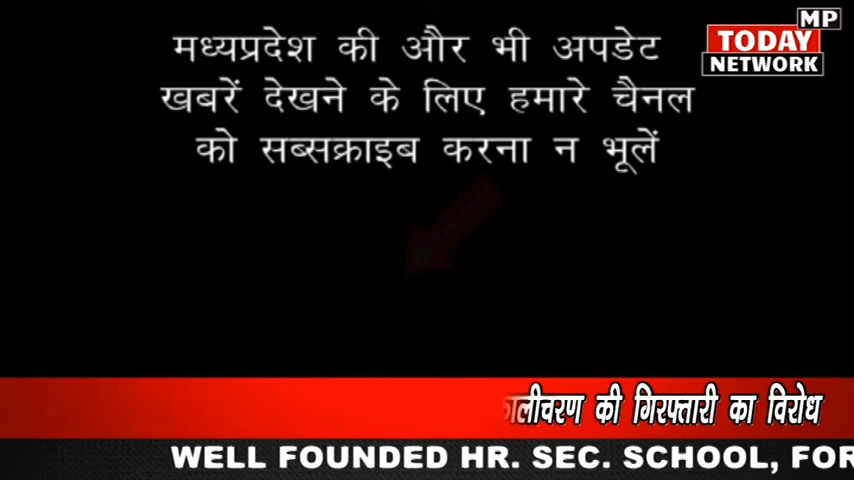 MP
TODAY
NETWORK
मध्यप्रदेश की और भी अपडेट
खबरें देखने के लिए हमारे चैनल
को सब्सक्राइब करना न भूलें
की गिरफ्तारी का विरोध
WELL FOUNDED HR. SEC. SCHOOL,